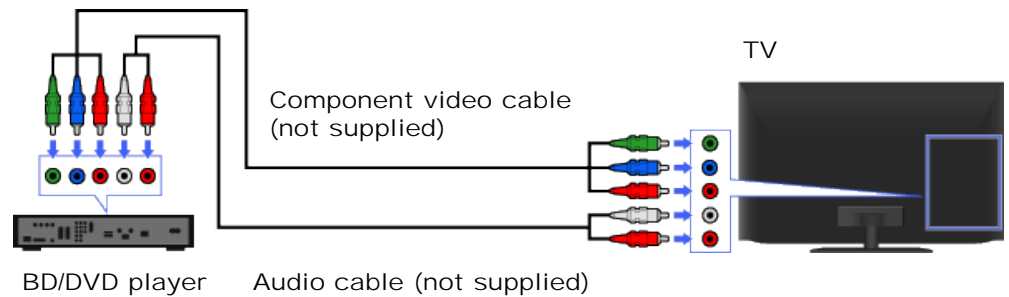 TV
Component video cable
(not supplied)
BD/DVD player
Audio cable (not supplied)